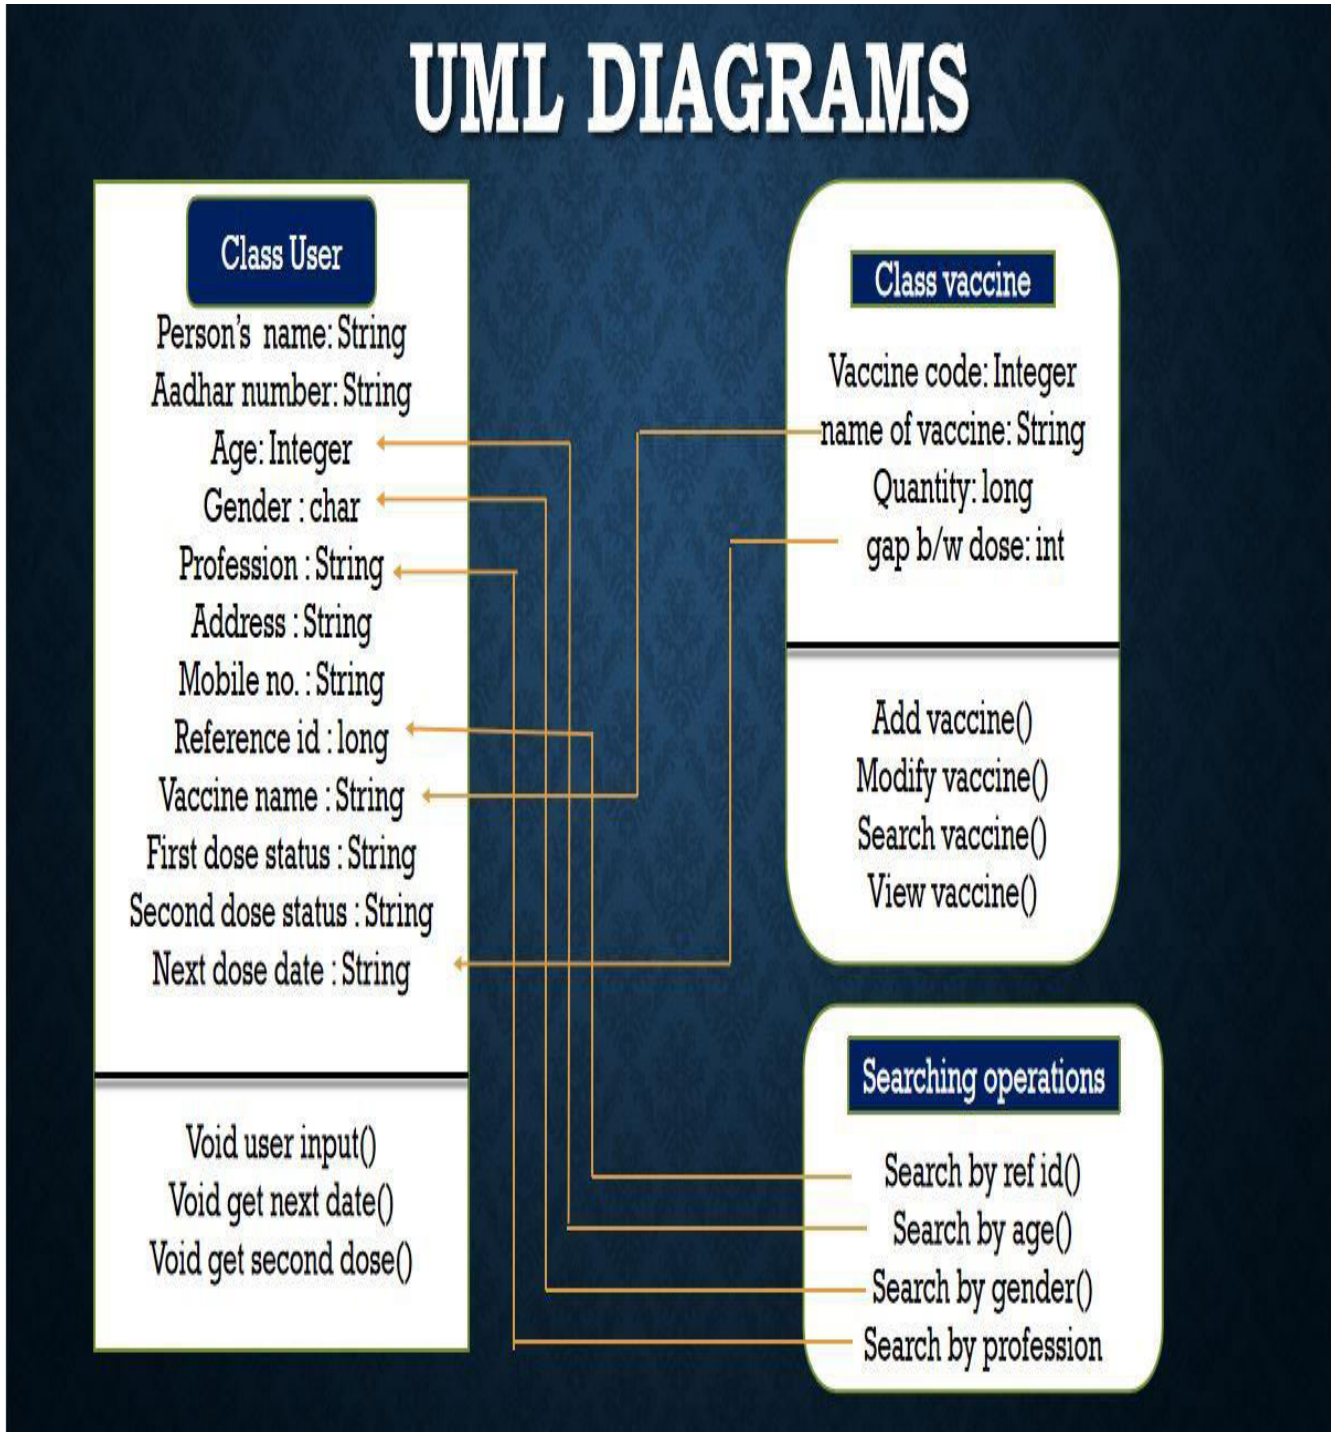 UML DIAGRAMS
Class User
Person's name: String
Aadhar number: String
Age: Integer
Gender : char
Profession : String
Address : String
Mobile no. : String
Reference id : long
Vaccine name : String
First dose status : String
Second dose status : String
Next dose date : String
Void user input()
Void get next date()
Void get second dose()
Class vaccine
Vaccine code: Integer
name of vaccine: String
Quantity: long
gap b/w dose: int
Add vaccine()
Modify vaccine()
Search vaccine()
View vaccine()
Searching operations
Search by ref id()
Search by age()
Search by gender()
Search by profession